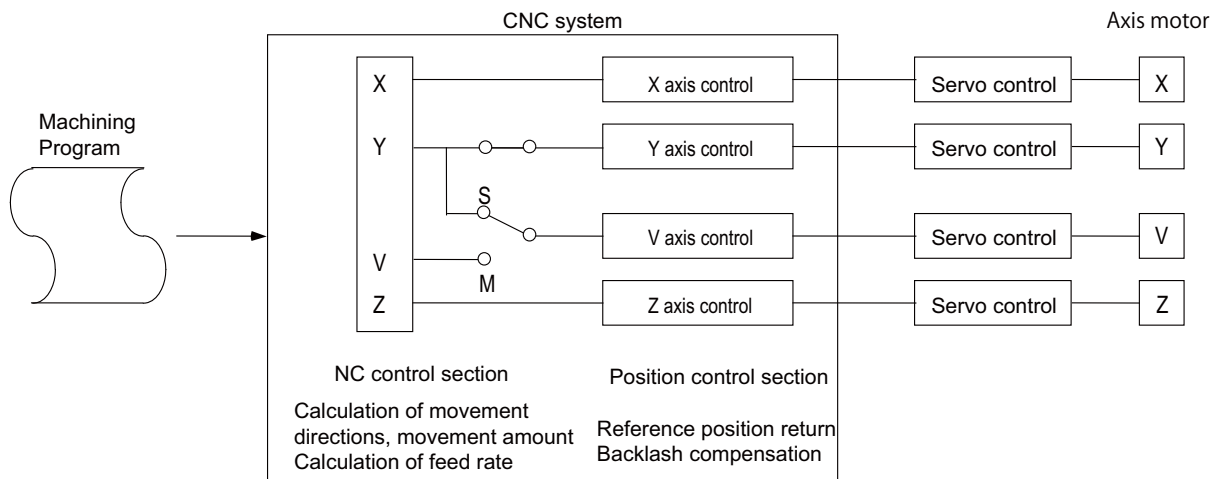 CNC system
Axis motor
Machining
Program
X
X axis control
Servo control
X
Y
Y axis control
Servo control
Y
S
V axis control
Servo control
V
V
M
Z
Z axis control
Servo control
Z
NC control section
Calculation of movement
directions, movement amount
Calculation of feed rate
Position control section
Reference position return
Backlash compensation